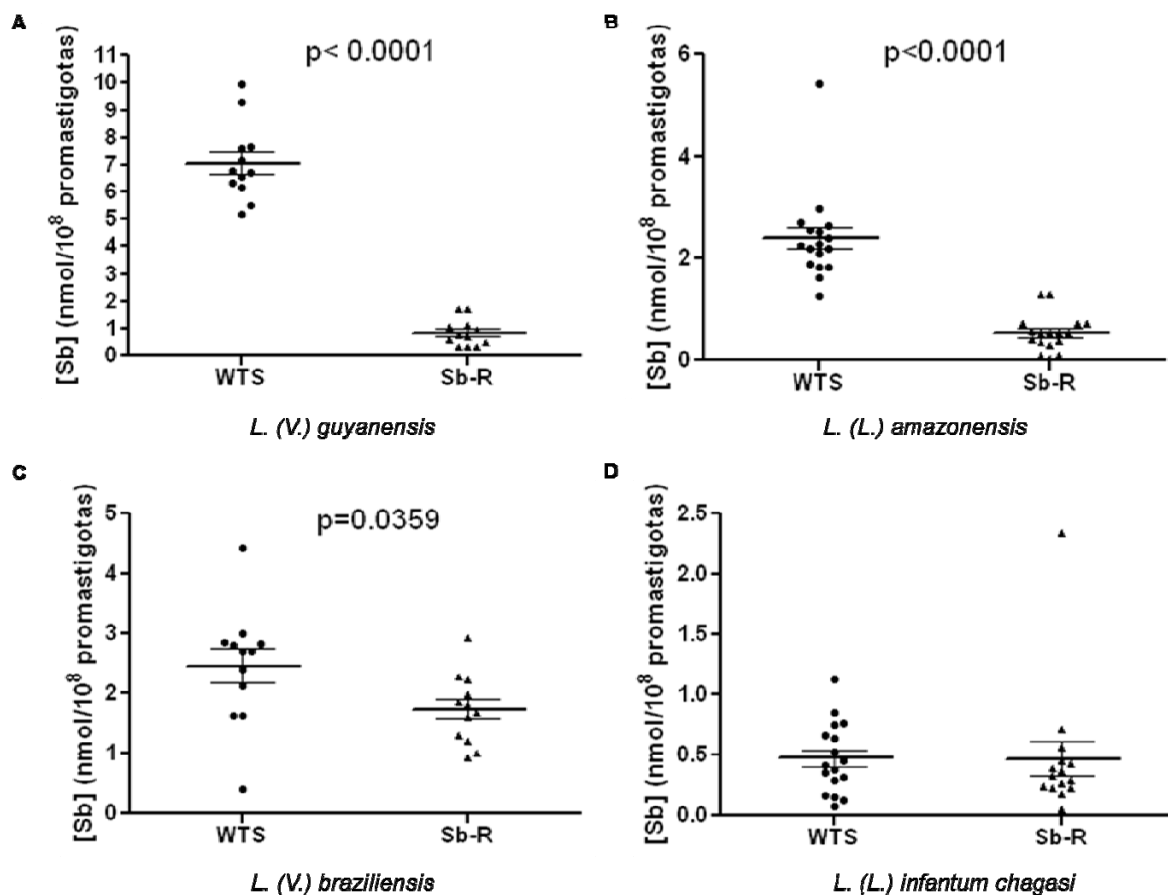 A
p< 0.0001
[Sb] (nmol/10⁸ promastigotas)
11
10
9
8
7
6
5
4
3
2
1
0
WTS Sb-R
L. (V.) guyanensis
B
p<0.0001
[Sb] (nmol/10⁸ promastigotas)
6
4
2
0
WTS Sb-R
L. (L.) amazonensis
C
p=0.0359
[Sb] (nmol/10⁸ promastigotas)
5
4
3
2
1
0
WTS Sb-R
L. (V.) braziliensis
D
[Sb] (nmol/10⁸ promastigotas)
2.5
2.0
1.5
1.0
0.5
0.0
WTS Sb-R
L. (L.) infantum chagasi